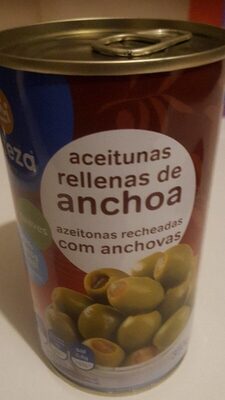 eza
aceitunas
rellenas de
anchoa
azeitonas recheadas
com anchovas